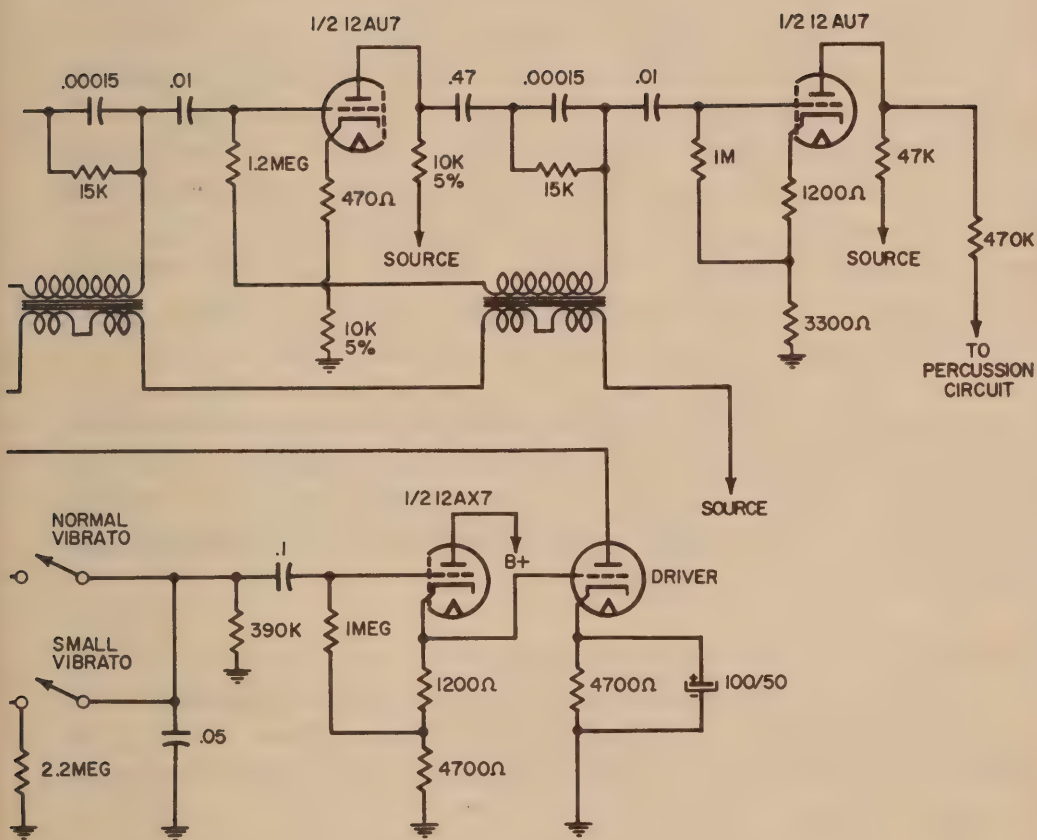 1/2 12AU7
1/2 12AU7
.00015
.01
.47
.00015
.01
15K
1.2MEG
470Ω
10K
5%
SOURCE
15K
1M
1200Ω
47K
SOURCE
470K
10K
5%
3300Ω
TO
PERCUSSION
CIRCUIT
SOURCE
1/2 12AX7
NORMAL
VIBRATO
.1
B+
DRIVER
390K
1MEG
SMALL
VIBRATO
1200Ω
4700Ω
+
100/50
-
.05
2.2MEG
4700Ω